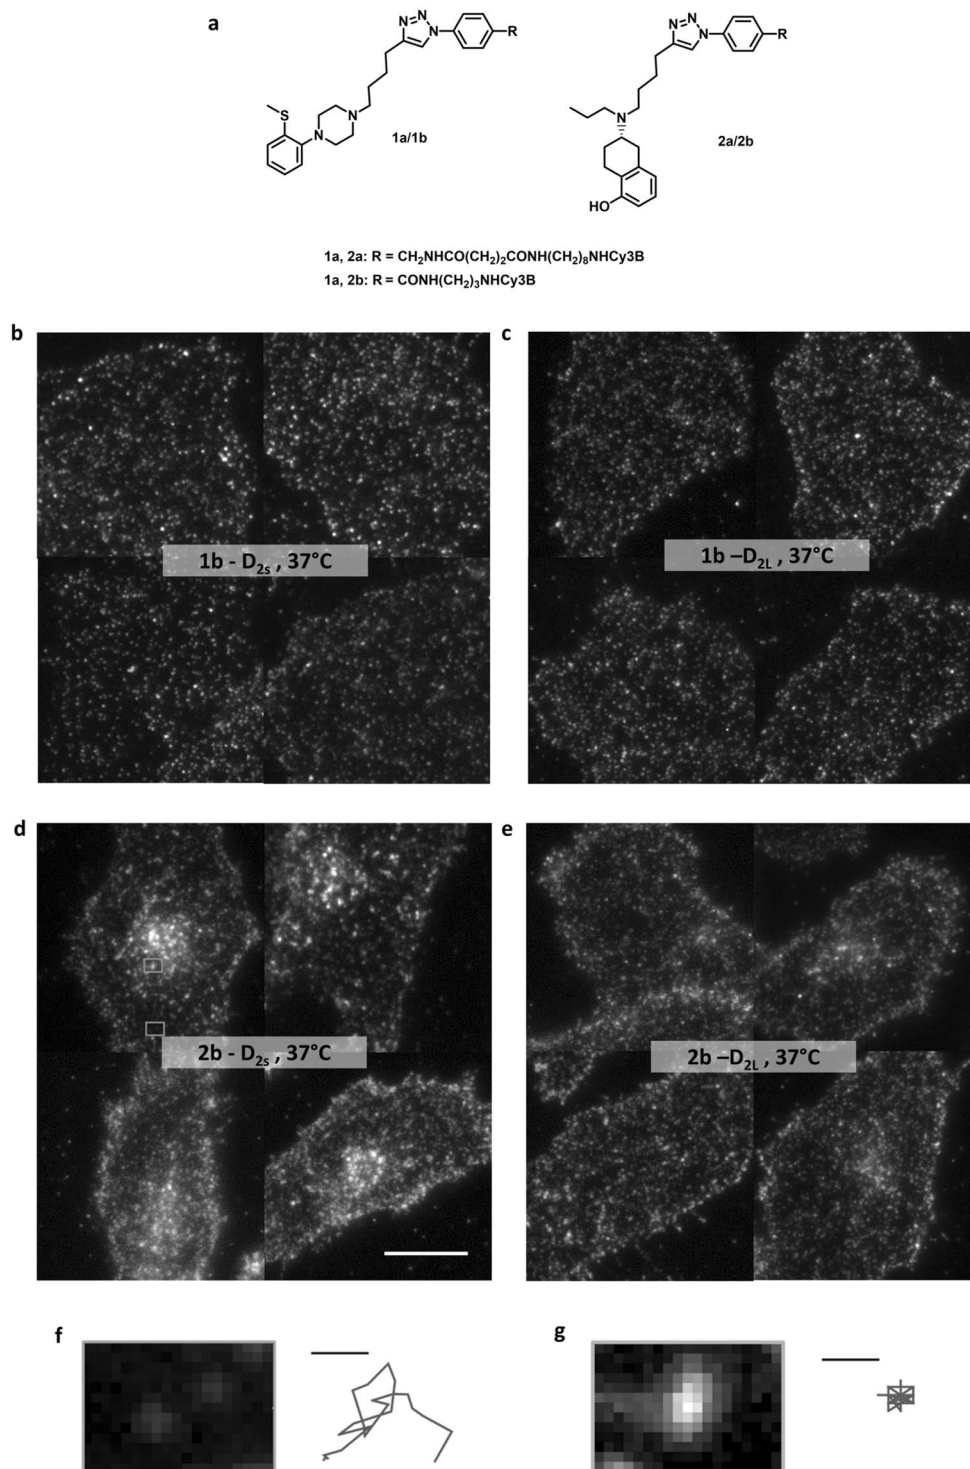 a
N=N
N
R
S
N
N
1a/1b
N=N
N
R
N
2a/2b
HO
1a, 2a: R = CH₂NHCO(CH₂)₂CONH(CH₂)₈NHCy3B
1a, 2b: R = CONH(CH₂)₃NHCy3B
b
c
1b - D₂ₛ , 37°C
1b –D₂L , 37°C
d
e
2b - D₂ₛ , 37°C
2b –D₂L , 37°C
f
g